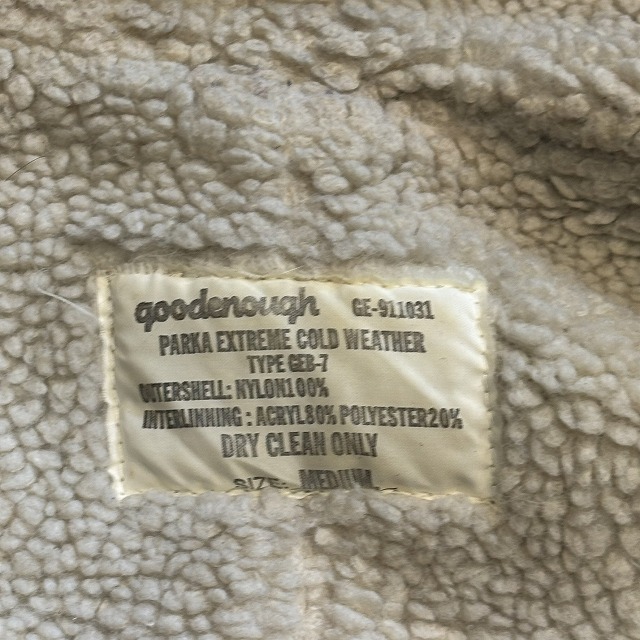 goodenough GE-911031
PARKA EXTREME COLD WEATHER
TYPE GEB-7
OUTERSHELL: NYLON100%
INTERLINNING : ACRYL80% POLYESTER20%
DRY CLEAN ONLY
SIZE: MEDIUM